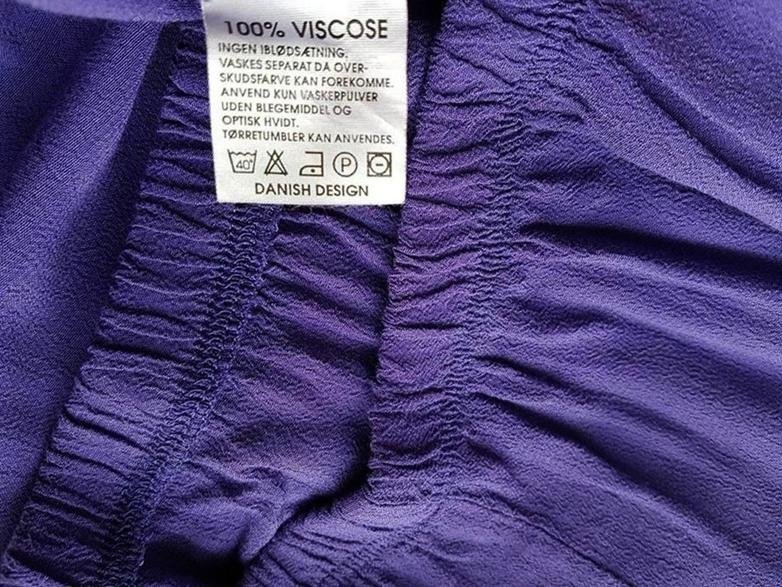 100% VISCOSE
INGEN IBLØDSÆTNING.
VASKES SEPARAT DA OVER-
SKUDSFARVE KAN FOREKOMME.
ANVEND KUN VASKERPULVER
UDEN BLEGEMIDDEL OG
OPTISK HVIDT.
TØRRETUMBLER KAN ANVENDES.
40° P
DANISH DESIGN